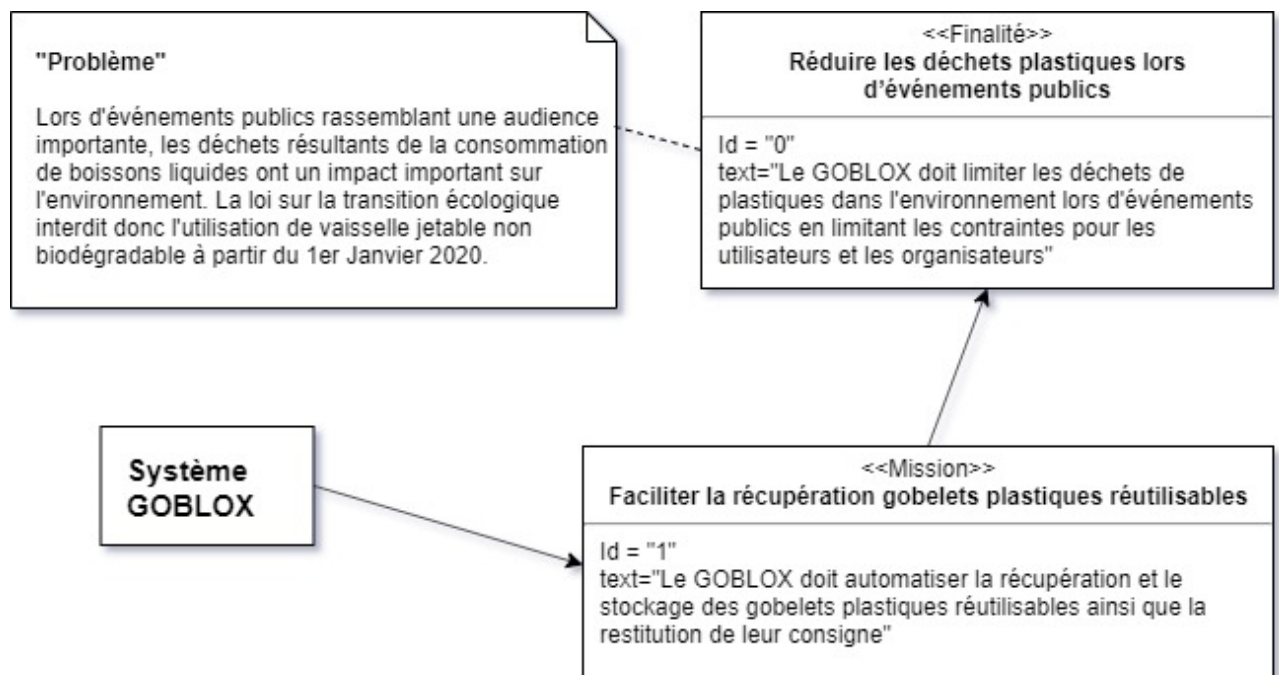 "Problème"
Lors d'événements publics rassemblant une audience
importante, les déchets résultants de la consommation
de boissons liquides ont un impact important sur
l'environnement. La loi sur la transition écologique
interdit donc l'utilisation de vaisselle jetable non
biodégradable à partir du 1er Janvier 2020.
<<Finalité>>
Réduire les déchets plastiques lors
d’événements publics
Id = "0"
text="Le GOBLOX doit limiter les déchets de
plastiques dans l'environnement lors d'événements
publics en limitant les contraintes pour les
utilisateurs et les organisateurs"
Système
GOBLOX
<<Mission>>
Faciliter la récupération gobelets plastiques réutilisables
Id = "1"
text="Le GOBLOX doit automatiser la récupération et le
stockage des gobelets plastiques réutilisables ainsi que la
restitution de leur consigne"